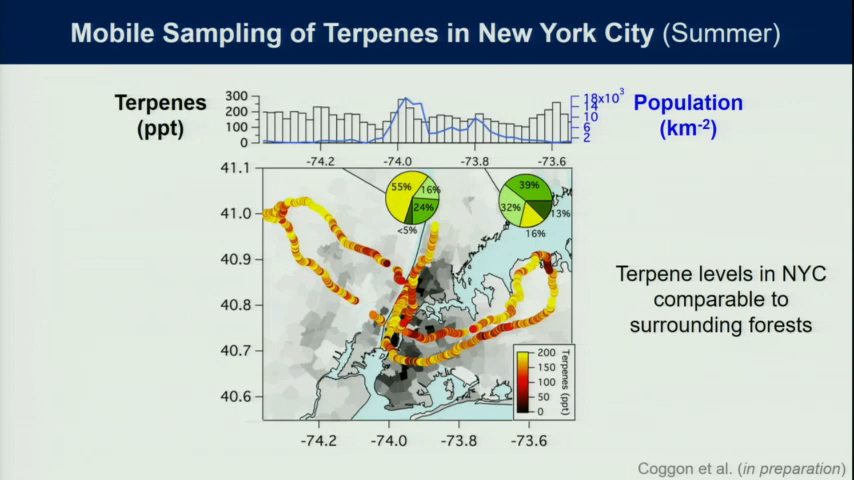 Mobile Sampling of Terpenes in New York City (Summer)
Terpenes
(ppt)
300
200
100
0
18x10³
14
10
6
2
Population
(km-2)
-74.2 -74.0 -73.8 -73.6
41.1
41.0
40.9
40.8
40.7
40.6
55%
16%
24%
<5%
39%
32%
13%
16%
Terpene levels in NYC
comparable to
surrounding forests
200
150
100
50
0
Terpenes (ppt)
-74.2 -74.0 -73.8 -73.6
Coggon et al. (in preparation)